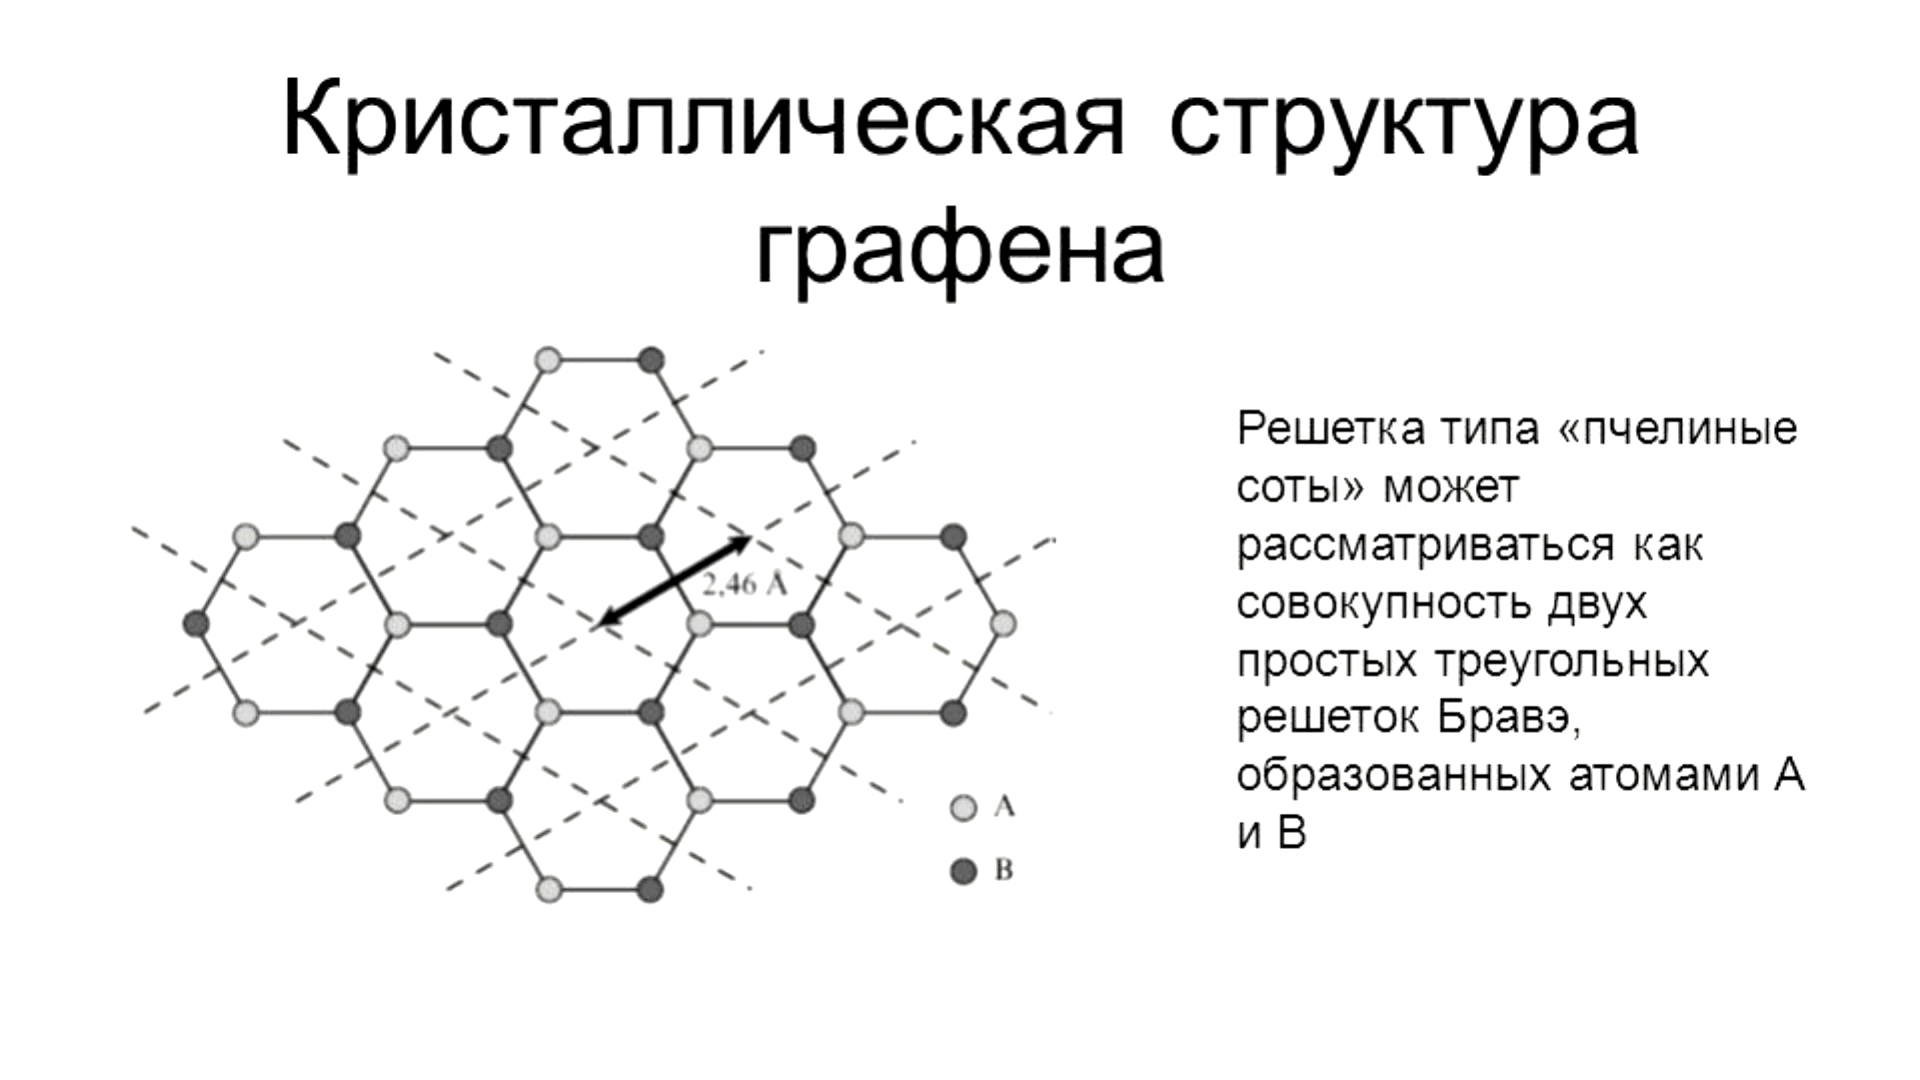 Кристаллическая структура
графена
2,46 Å
A
B
Решетка типа «пчелиные
соты» может
рассматриваться как
совокупность двух
простых треугольных
решеток Бравэ,
образованных атомами А
и В